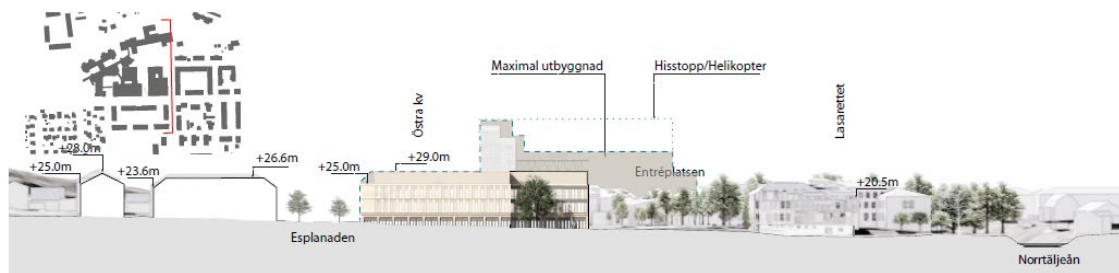 Maximal utbyggnad
Hisstopp/Helikopter
Östra kv
Lasarettet
+28.0m
+25.0m
+23.6m
+26.6m
+25.0m
+29.0m
Entréplatsen
+20.5m
Esplanaden
Norrtäljeån